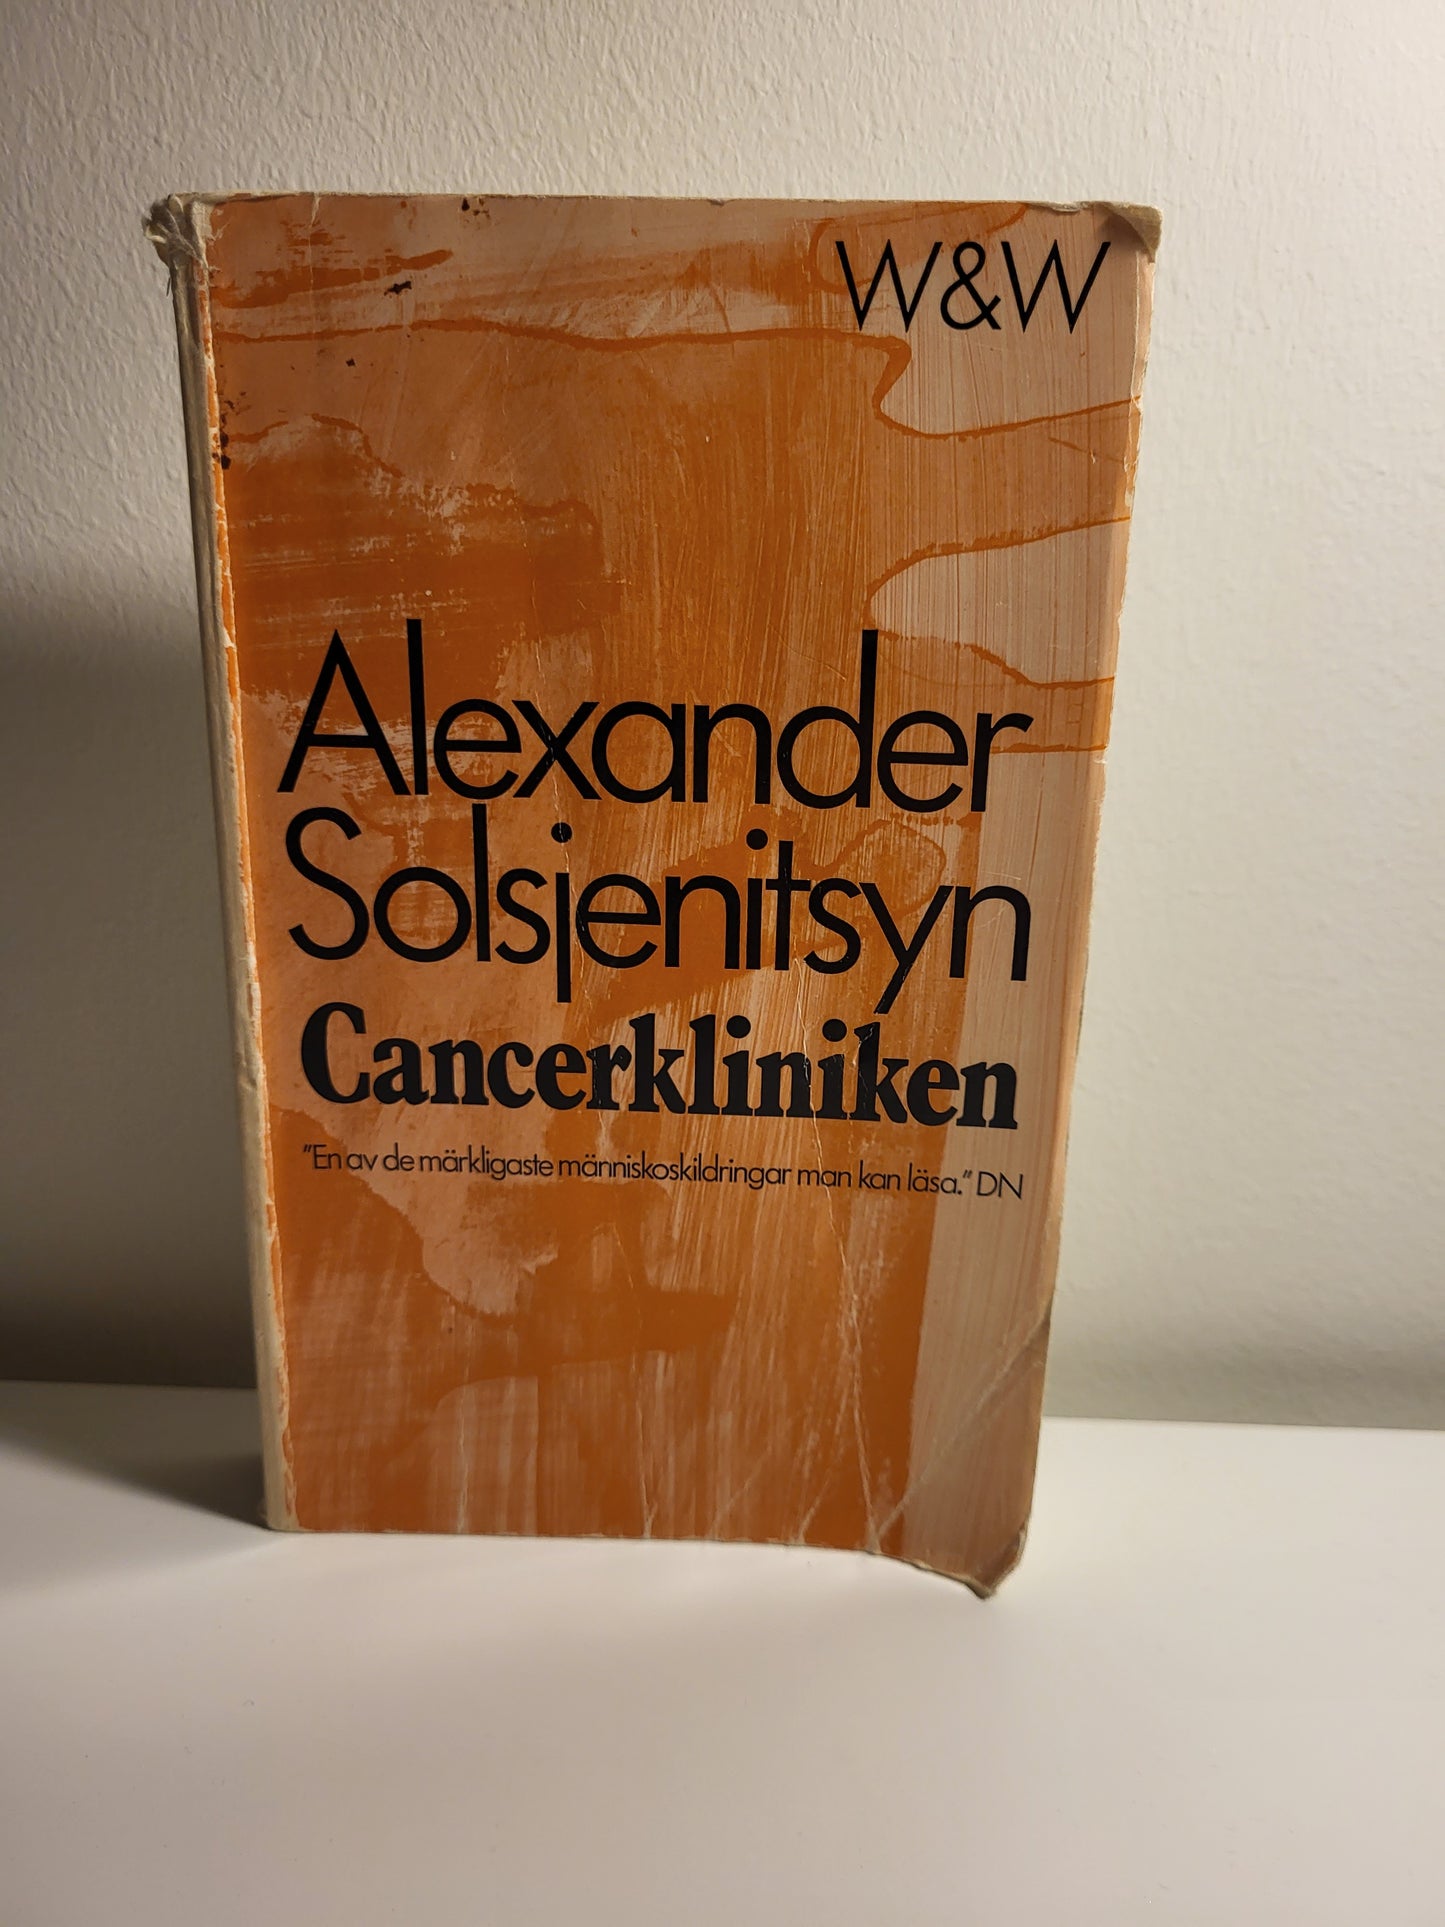 W&W
Alexander
Solsjenitsyn
Cancerkliniken
"En av de märkligaste människoskildringar man kan läsa." DN